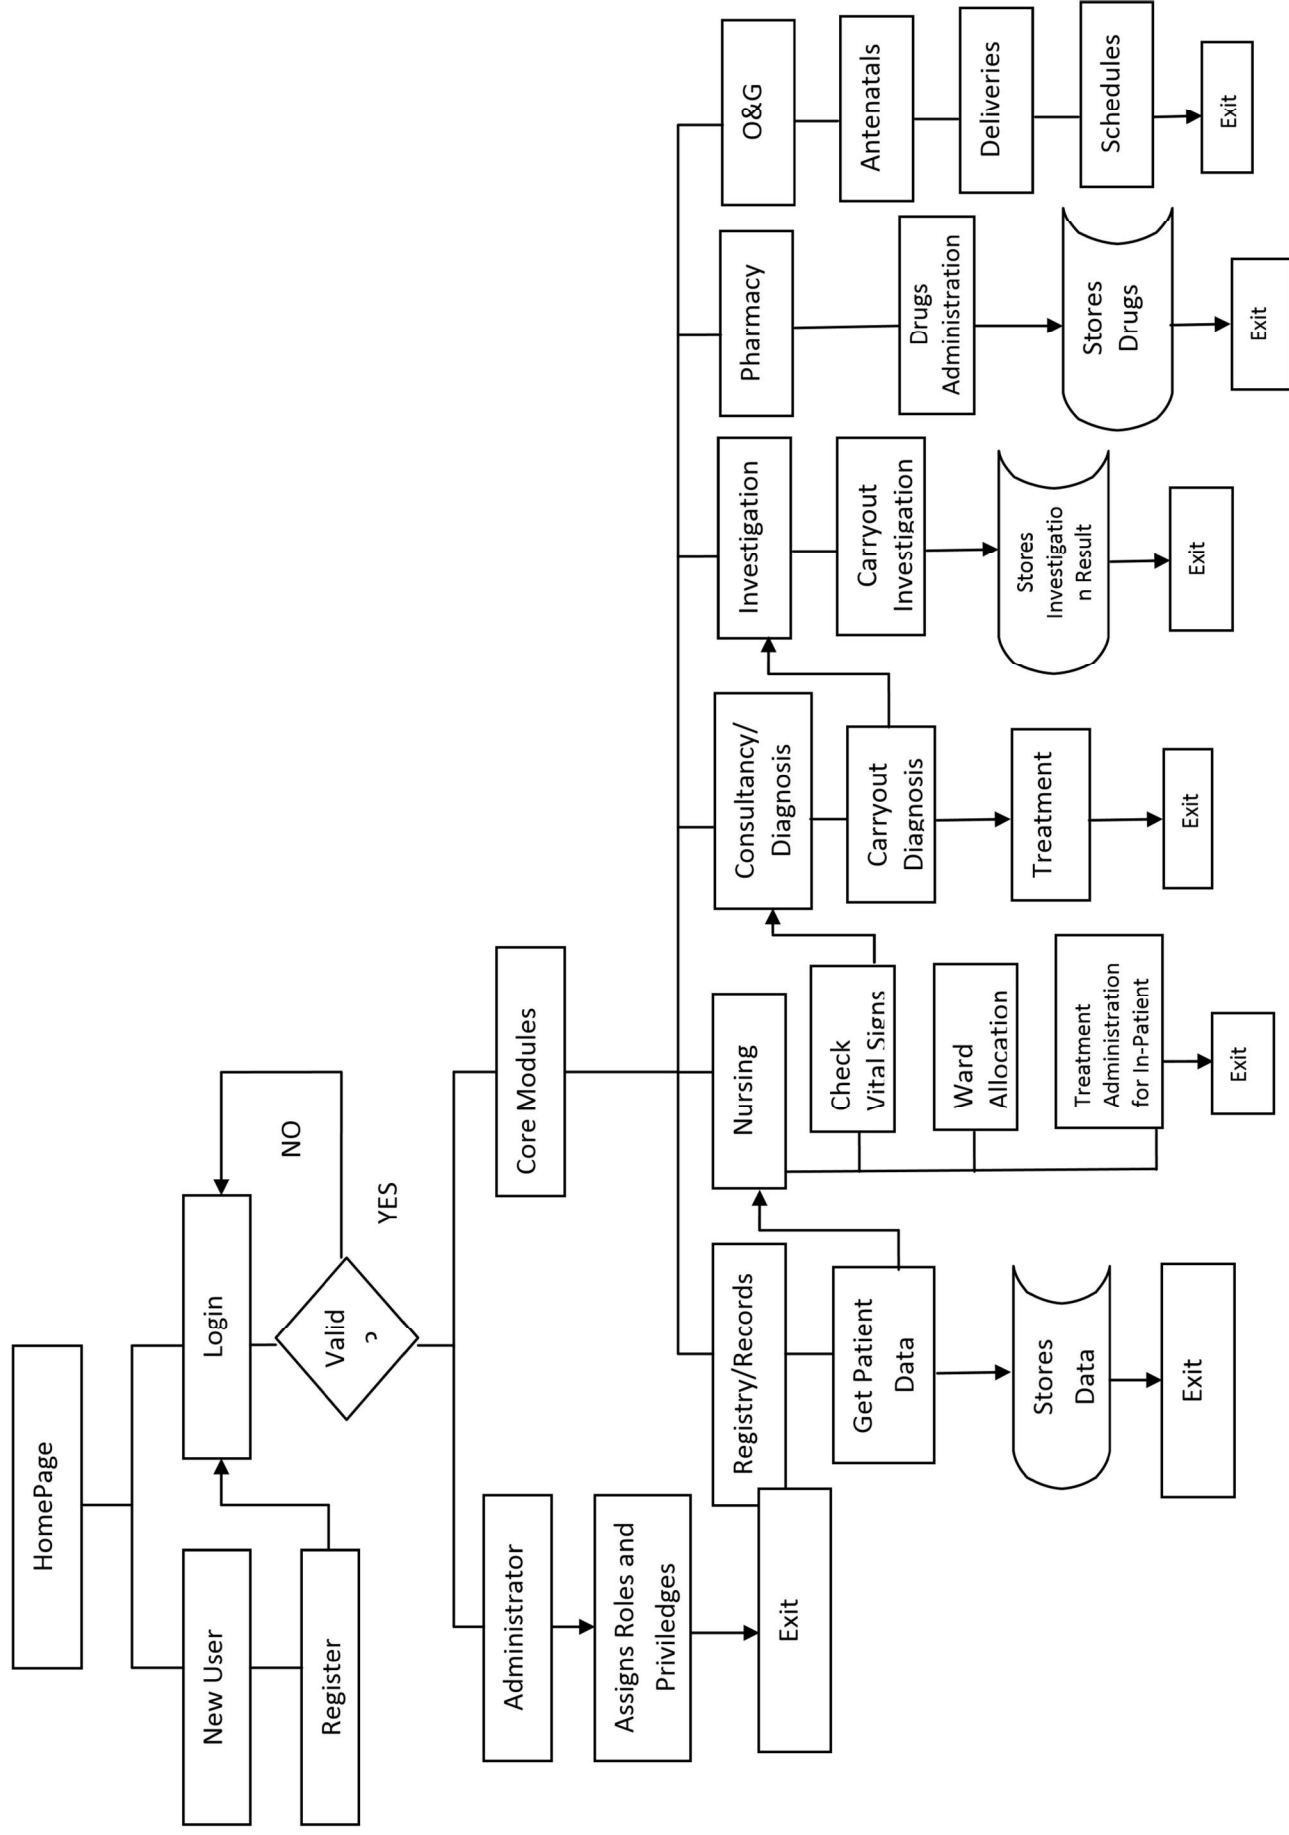 HomePage
New User
Login
Register
Valid
?
NO
YES
Administrator
Core Modules
Assigns Roles and
Priviledges
Exit
Registry/Records
Get Patient
Data
Stores
Data
Exit
Nursing
Check
Vital Signs
Ward
Allocation
Treatment
Administration
for In-Patient
Exit
Consultancy/
Diagnosis
Carryout
Diagnosis
Treatment
Exit
Investigation
Carryout
Investigation
Stores
Investigatio
n Result
Exit
Pharmacy
Drugs
Administration
Stores
Drugs
Exit
O&G
Antenatals
Deliveries
Schedules
Exit